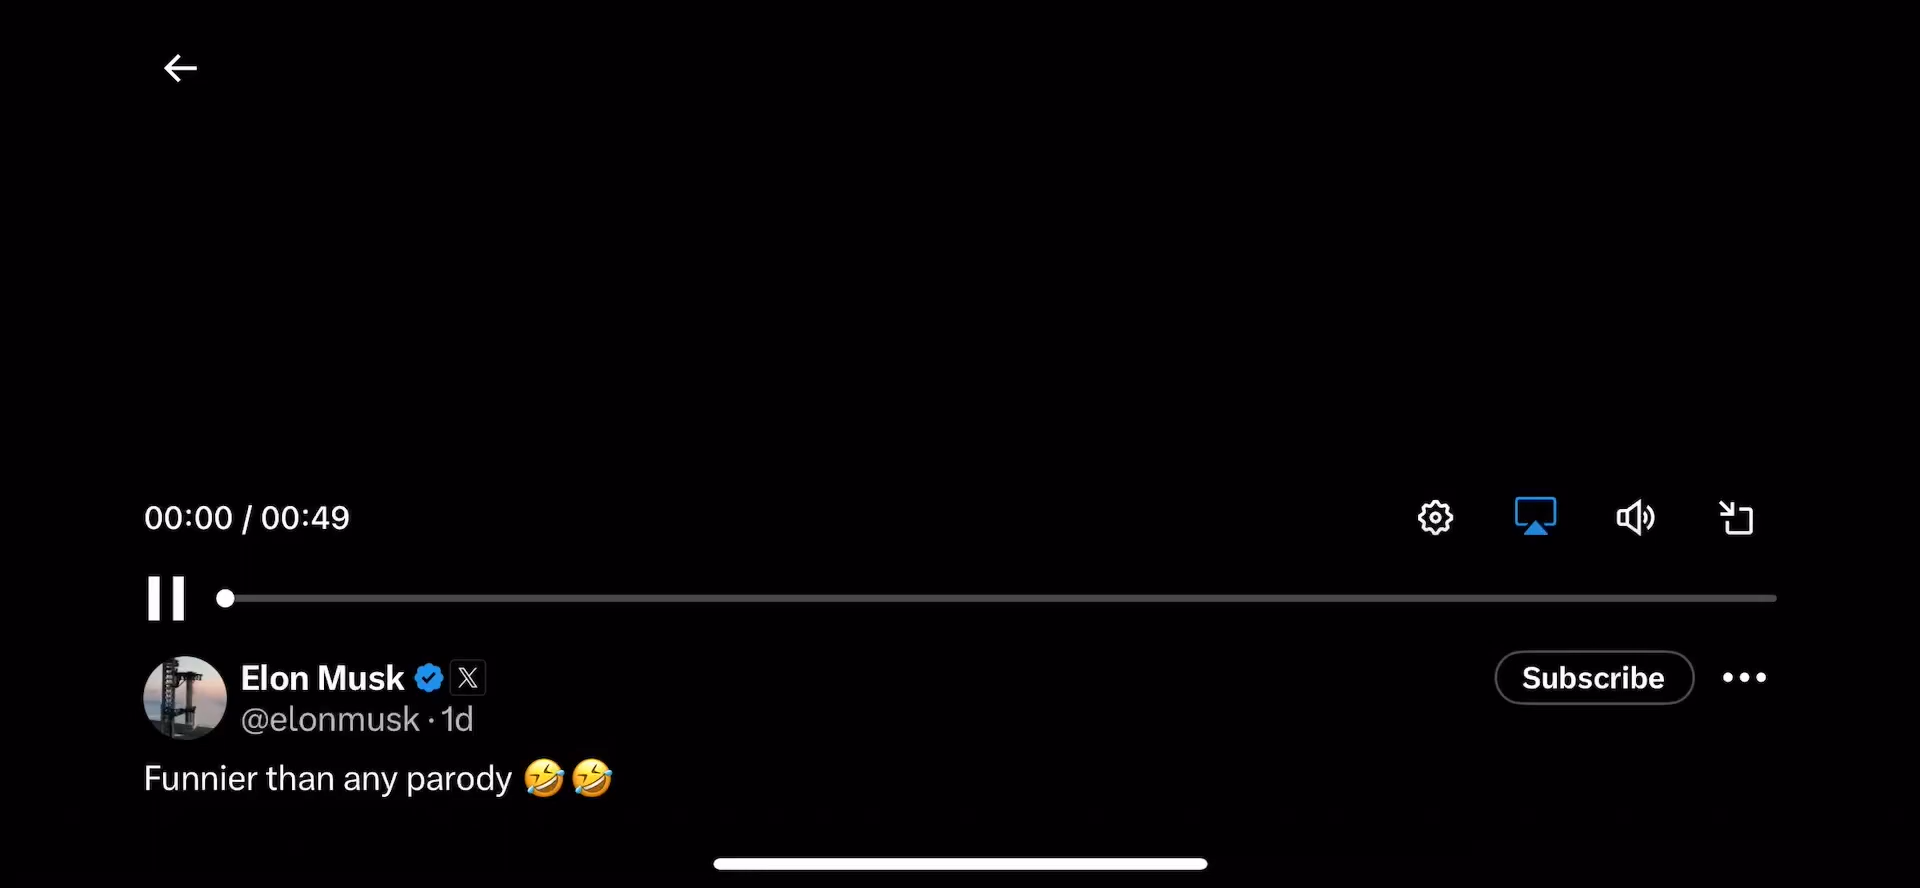 00:00 / 00:49
Elon Musk X
@elonmusk · 1d
Subscribe
Funnier than any parody 🤣🤣